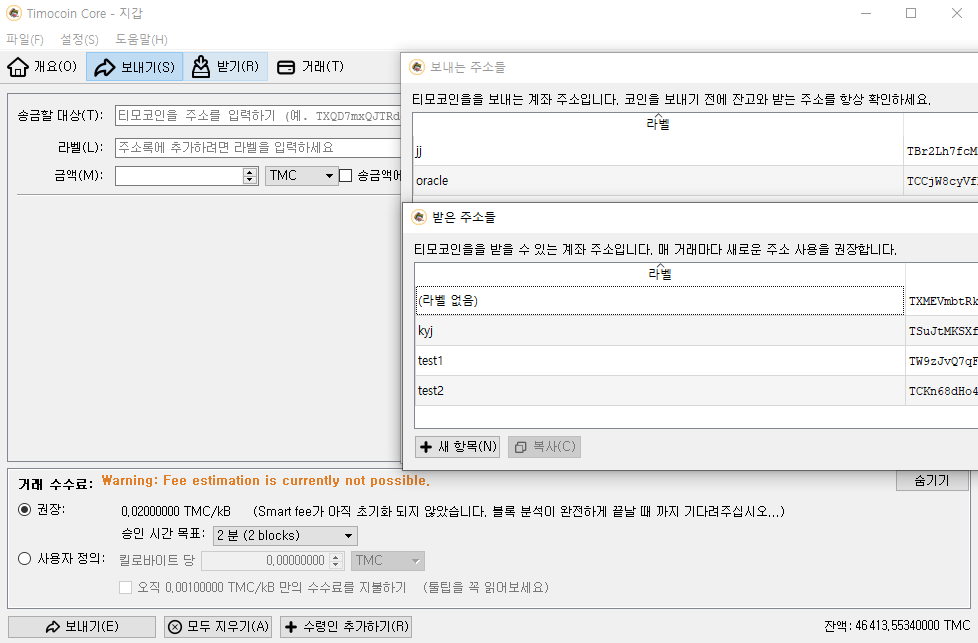 Timocoin Core - 지갑
파일(F) 설정(S) 도움말(H)
개요(O) 보내기(S) 받기(R) 거래(T)
송금할 대상(T): 티모코인을 주소를 입력하기 (예. TXQD7mxQJTRd
라벨(L): 주소록에 추가하려면 라벨을 입력하세요
금액(M): TMC 송금액에
보내는 주소들
티모코인을을 보내는 계좌 주소입니다. 코인을 보내기 전에 잔고와 받는 주소를 항상 확인하세요.
라벨
jj TBr2Lh7fcM
oracle TCCjW8cyVf
받은 주소들
티모코인을을 받을 수 있는 계좌 주소입니다. 매 거래마다 새로운 주소 사용을 권장합니다.
라벨
(라벨 없음) TXMEVmbtRk
kyj TSuJtMKSXf
test1 TW9zJvQ7qF
test2 TCKn68dHo4
새 항목(N) 복사(C)
거래 수수료: Warning: Fee estimation is currently not possible. 숨기기
권장: 0,02000000 TMC/kB (Smart fee가 아직 초기화 되지 않았습니다. 블록 분석이 완전하게 끝날 때 까지 기다려주십시오...)
승인 시간 목표: 2 분 (2 blocks)
사용자 정의: 킬로바이트 당 0,00000000 TMC
오직 0,00100000 TMC/kB 만의 수수료를 지불하기 (툴팁을 꼭 읽어보세요)
보내기(E) 모두 지우기(A) 수령인 추가하기(R) 잔액: 46413,55340000 TMC